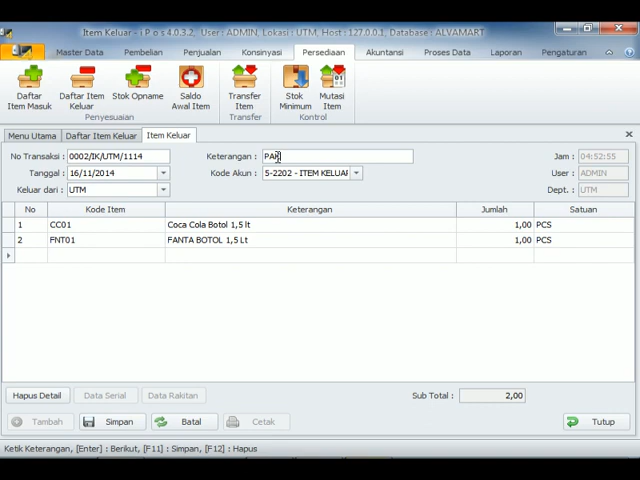 Item Keluar - i P o s 4.0.3.2, User : ADMIN, Lokasi : UTM, Host : 127.0.0.1, Database : ALVAMART
Master Data Pembelian Penjualan Konsinyasi Persediaan Akuntansi Proses Data Laporan Pengaturan
Daftar Item Masuk
Daftar Item Keluar
Stok Opname
Saldo Awal Item
Transfer Item
Stok Minimum
Mutasi Item
Penyesuaian Transfer Kontrol
Menu Utama Daftar Item Keluar Item Keluar
No Transaksi : 0002/IK/UTM/1114 Keterangan : PAK Jam : 04:52:55
Tanggal : 16/11/2014 Kode Akun : 5-2202 - ITEM KELUAR User : ADMIN
Keluar dari : UTM Dept. : UTM
No Kode Item Keterangan Jumlah Satuan
1 CC01 Coca Cola Botol 1,5 lt 1,00 PCS
2 FNT01 FANTA BOTOL 1,5 Lt 1,00 PCS
Hapus Detail Data Serial Data Rakitan Sub Total : 2,00
Tambah Simpan Batal Cetak Tutup
Ketik Keterangan, [Enter] : Berikut, [F11] : Simpan, [F12] : Hapus